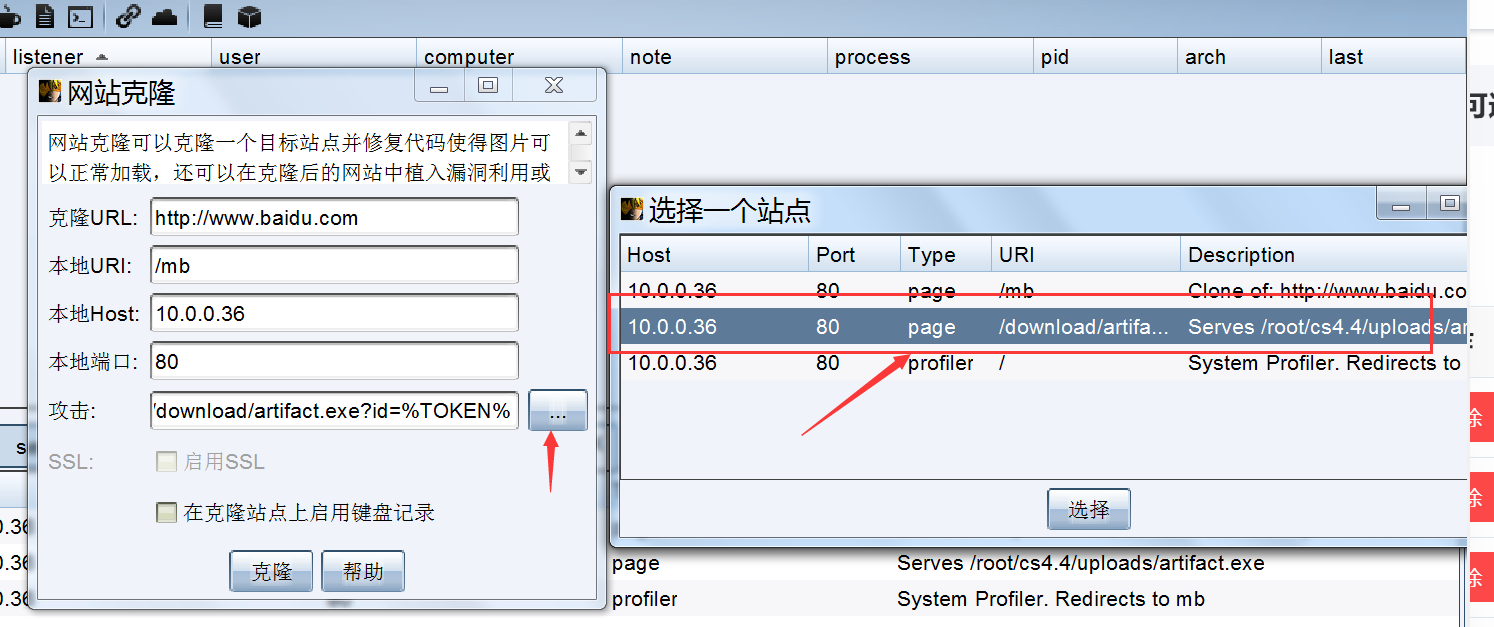 listener user computer note process pid arch last
网站克隆
网站克隆可以克隆一个目标站点并修复代码使得图片可
以正常加载，还可以在克隆后的网站中植入漏洞利用或
克隆URL: http://www.baidu.com
本地URI: /mb
本地Host: 10.0.0.36
本地端口: 80
攻击: /download/artifact.exe?id=%TOKEN% ...
SSL: 启用SSL
在克隆站点上启用键盘记录
克隆 帮助
选择一个站点
Host Port Type URI Description
10.0.0.36 80 page /mb Clone of: http://www.baidu.co
10.0.0.36 80 page /download/artifa... Serves /root/cs4.4/uploads/ar
10.0.0.36 80 profiler / System Profiler. Redirects to
选择
0.36
0.36 page Serves /root/cs4.4/uploads/artifact.exe
0.36 profiler System Profiler. Redirects to mb